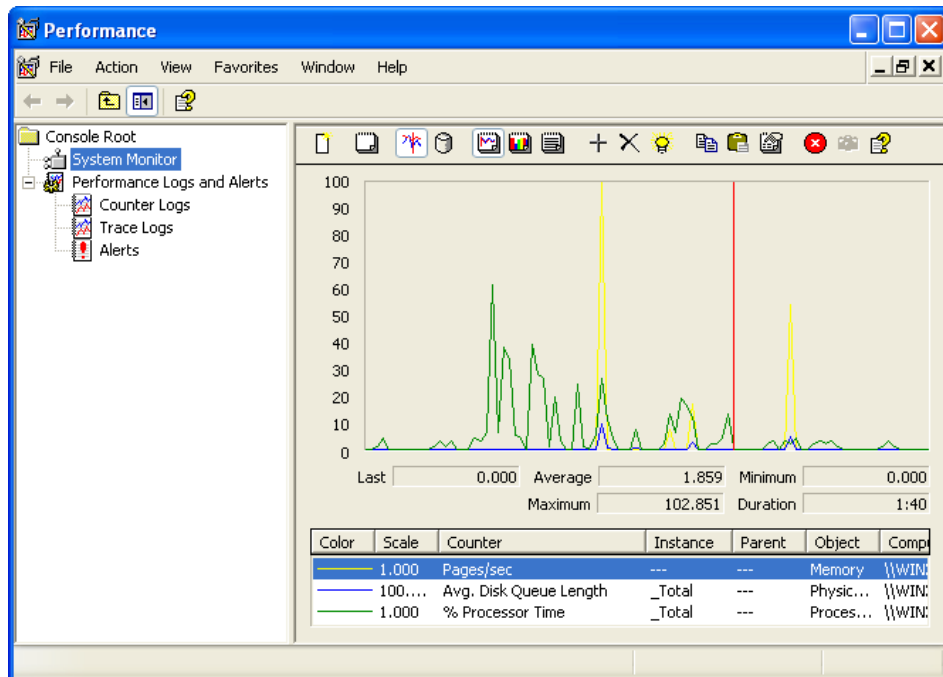 Performance
File Action View Favorites Window Help
Console Root
System Monitor
Performance Logs and Alerts
Counter Logs
Trace Logs
Alerts
100
90
80
70
60
50
40
30
20
10
0
Last 0.000 Average 1.859 Minimum 0.000
Maximum 102.851 Duration 1:40
Color Scale Counter Instance Parent Object Compu
1.000 Pages/sec --- --- Memory \\WIN
100.... Avg. Disk Queue Length _Total --- Physic... \\WIN
1.000 % Processor Time _Total --- Proces... \\WIN